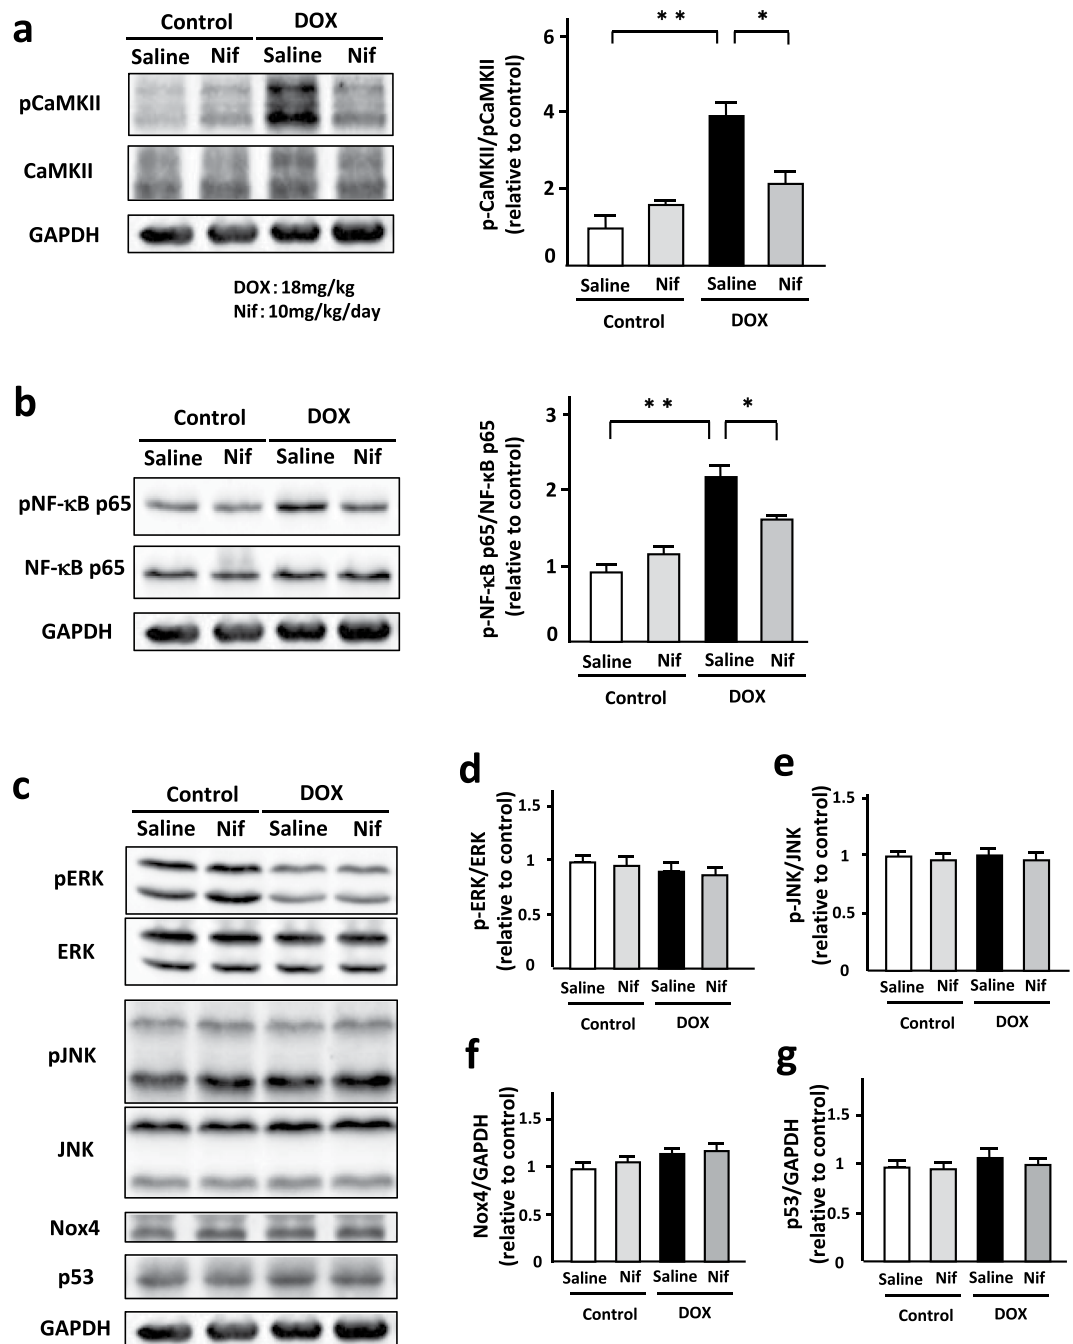 a
Control DOX
Saline Nif Saline Nif
pCaMKII
CaMKII
GAPDH
DOX：18mg/kg
Nif：10mg/kg/day
p-CaMKII/pCaMKII
(relative to control)
6
4
2
0
* *
*
Saline Nif Saline Nif
Control DOX
b
Control DOX
Saline Nif Saline Nif
pNF-κB p65
NF-κB p65
GAPDH
p-NF-κB p65/NF-κB p65
(relative to control)
3
2
1
0
* *
*
Saline Nif Saline Nif
Control DOX
c
Control DOX
Saline Nif Saline Nif
pERK
ERK
pJNK
JNK
Nox4
p53
GAPDH
d
p-ERK/ERK
(relative to control)
1.5
1
0.5
0
Saline Nif Saline Nif
Control DOX
e
p-JNK/JNK
(relative to control)
1.5
1
0.5
0
Saline Nif Saline Nif
Control DOX
f
Nox4/GAPDH
(relative to control)
1.5
1
0.5
0
Saline Nif Saline Nif
Control DOX
g
p53/GAPDH
(relative to control)
1.5
1
0.5
0
Saline Nif Saline Nif
Control DOX